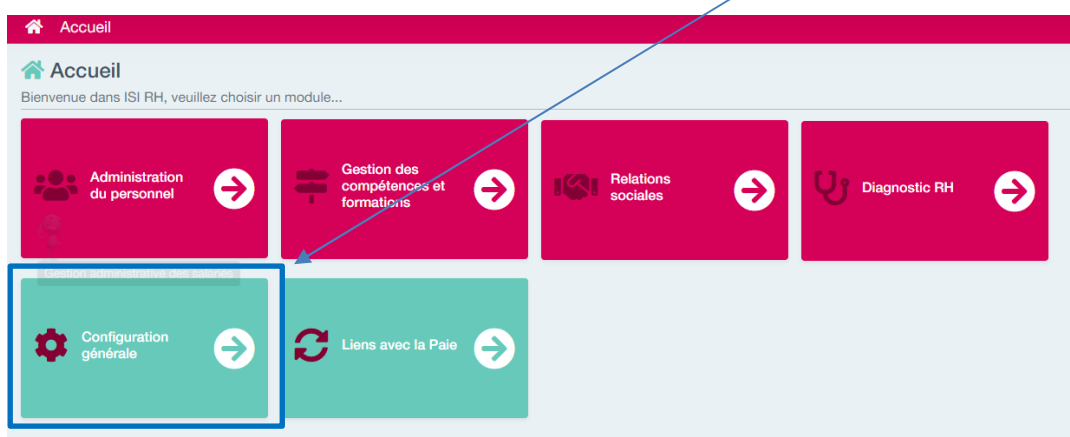 Accueil
Accueil
Bienvenue dans ISI RH, veuillez choisir un module...
Administration
du personnel
Gestion des
compétences et
formations
Relations
sociales
Diagnostic RH
Gestion administrative des salariés
Configuration
générale
Liens avec la Paie